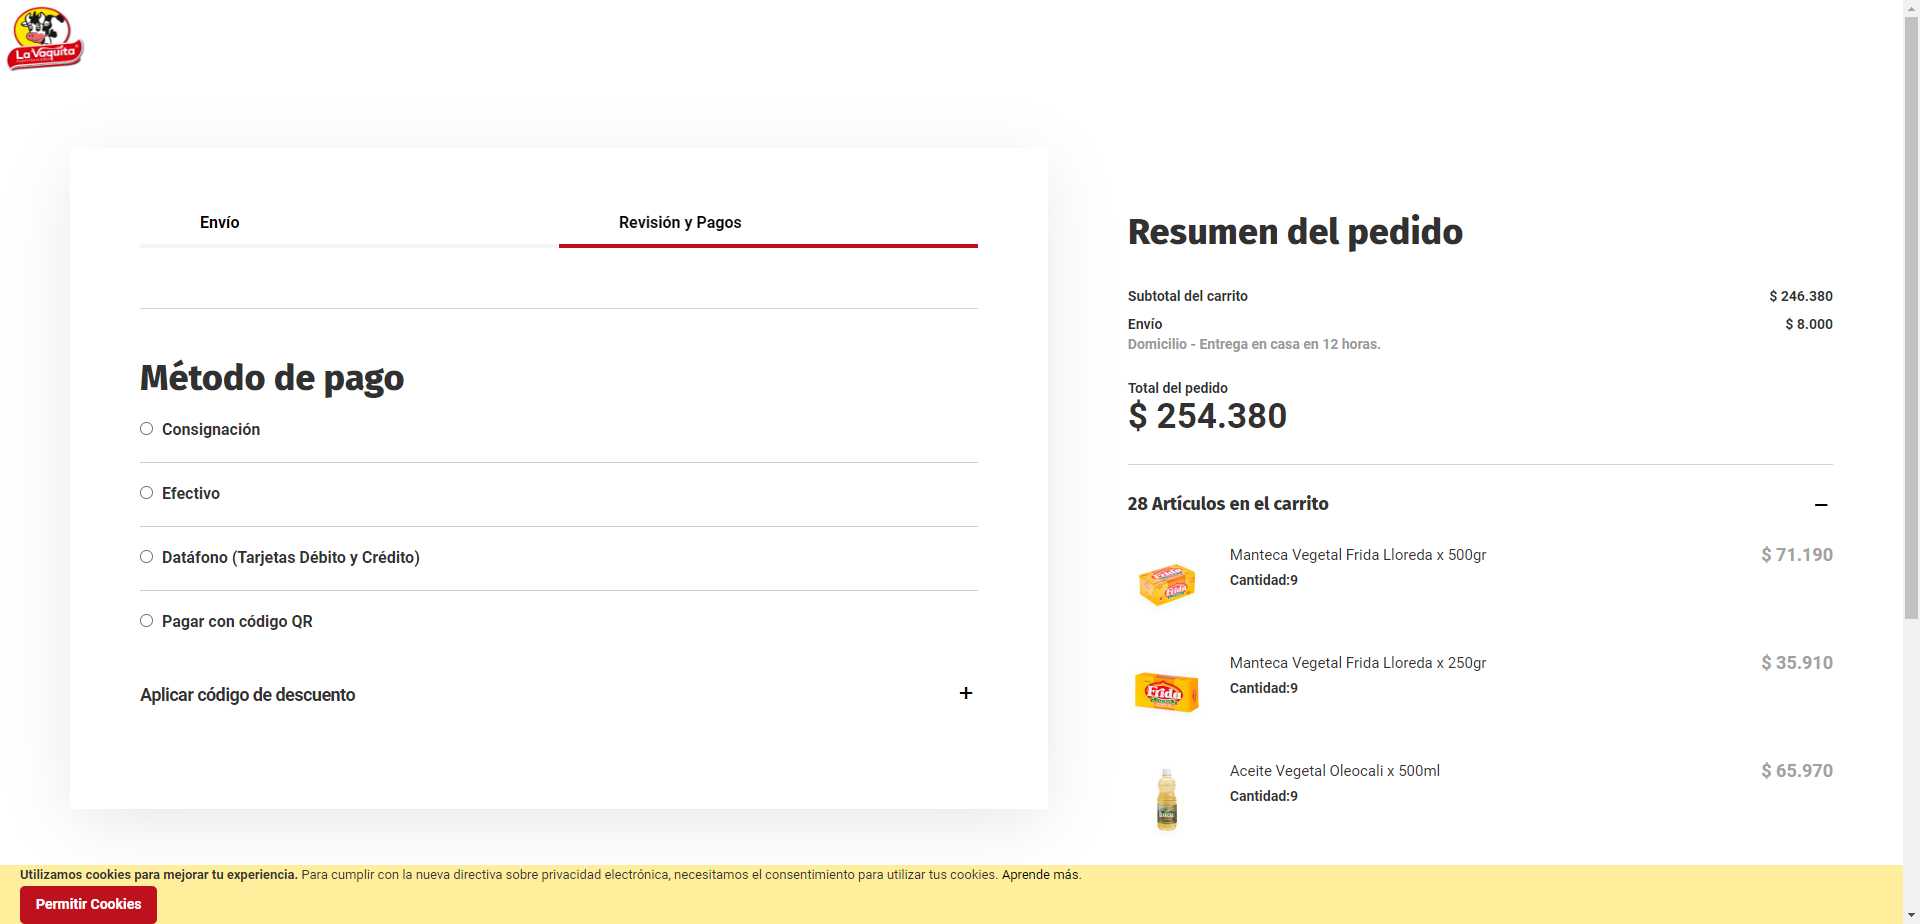 La Vaquita
Envío
Revisión y Pagos
Método de pago
Consignación
Efectivo
Datáfono (Tarjetas Débito y Crédito)
Pagar con código QR
Aplicar código de descuento
+
Resumen del pedido
Subtotal del carrito $ 246.380
Envío $ 8.000
Domicilio - Entrega en casa en 12 horas.
Total del pedido
$ 254.380
28 Artículos en el carrito
Manteca Vegetal Frida Lloreda x 500gr $ 71.190
Cantidad:9
Frida
Manteca Vegetal Frida Lloreda x 250gr $ 35.910
Cantidad:9
Frida
Aceite Vegetal Oleocali x 500ml $ 65.970
Cantidad:9
Utilizamos cookies para mejorar tu experiencia. Para cumplir con la nueva directiva sobre privacidad electrónica, necesitamos el consentimiento para utilizar tus cookies. Aprende más.
Permitir Cookies